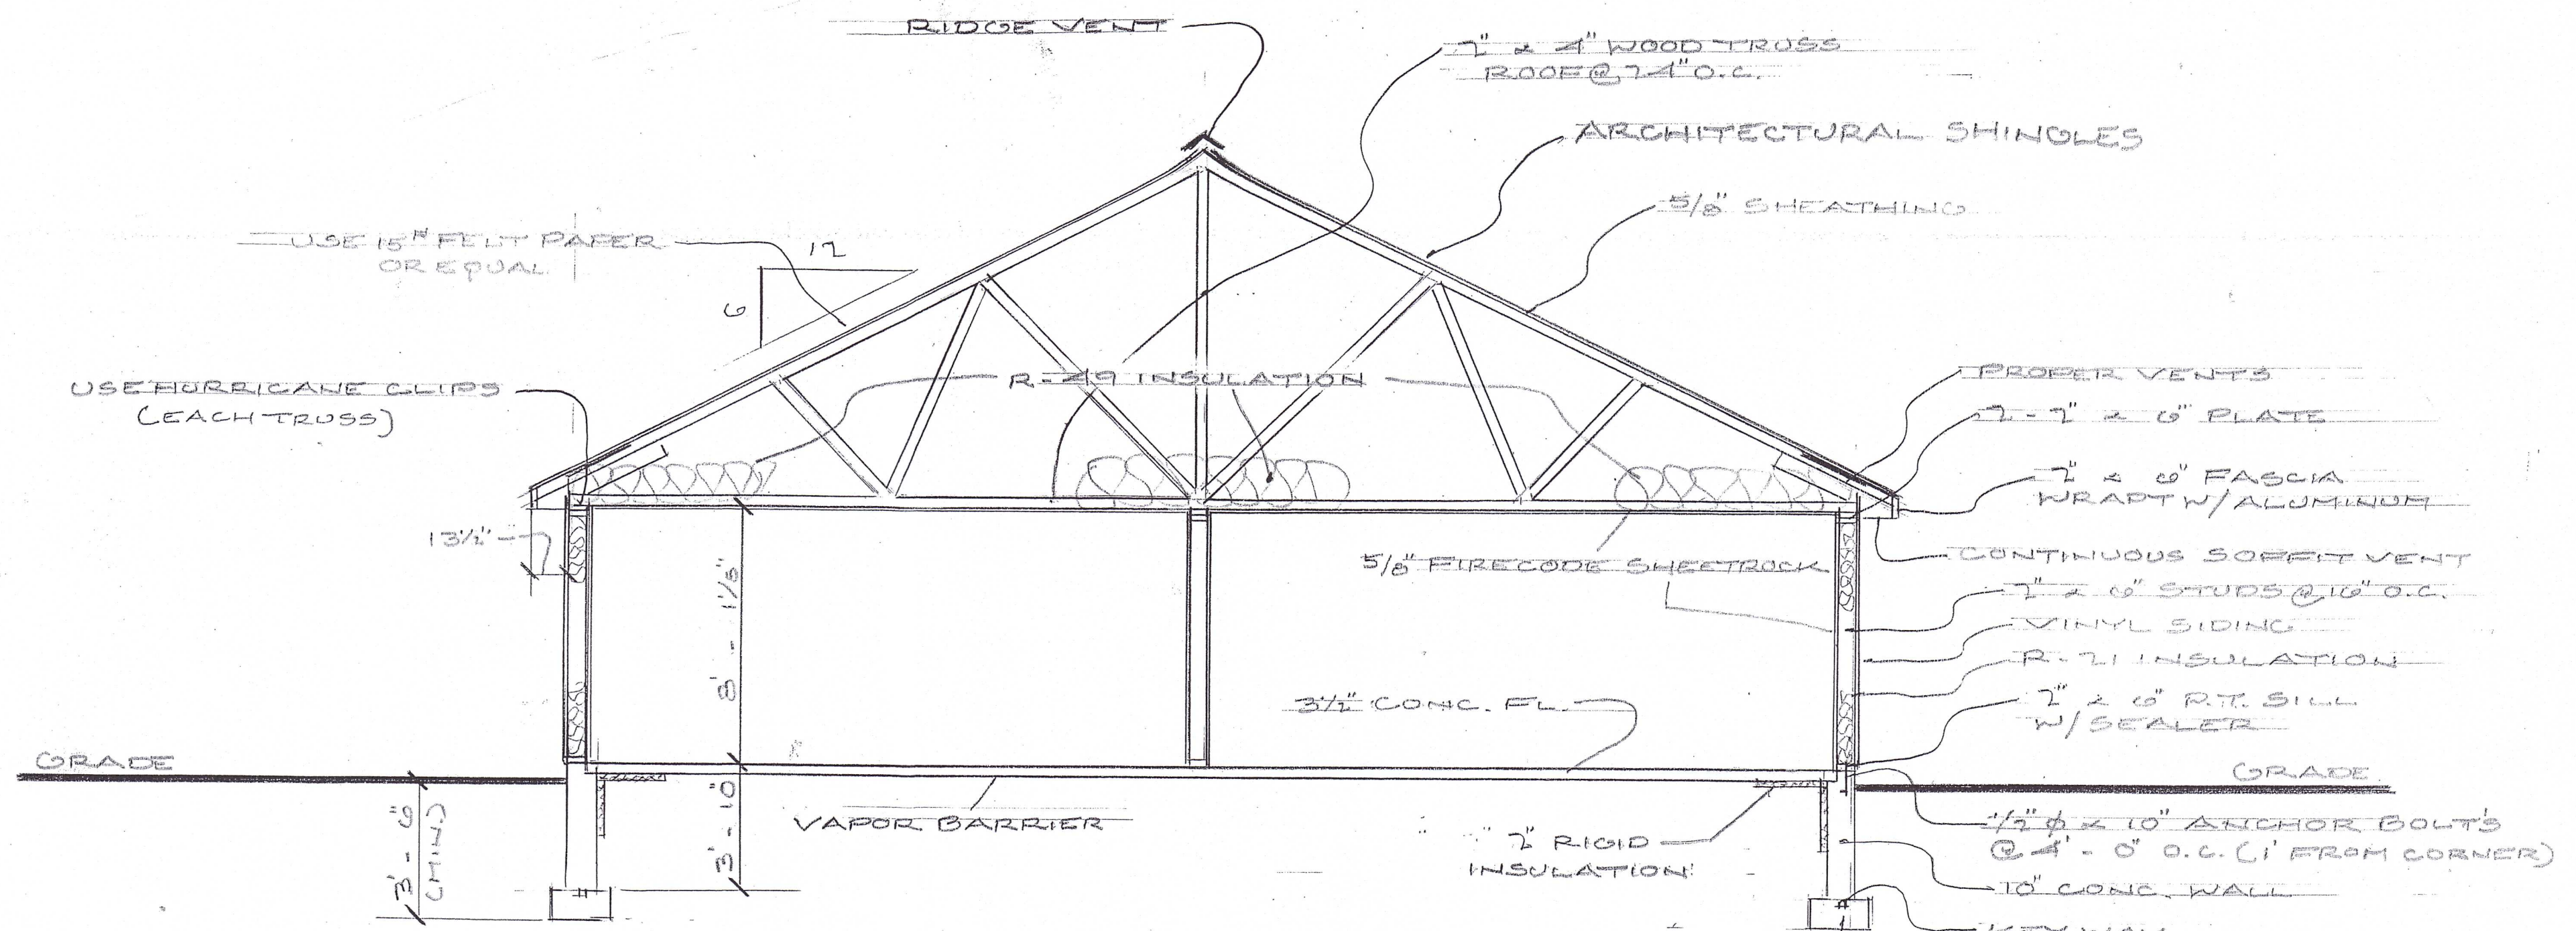 RIDGE VENT
2" x 4" WOOD TRUSS
ROOF @ 24" O.C.
ARCHITECTURAL SHINGLES
5/8" SHEATHING
USE 15# FELT PAPER
OR EQUAL
12
6
R-49 INSULATION
USE HURRICANE CLIPS
(EACH TRUSS)
PROPER VENTS
2-2" x 6" PLATE
2" x 6" FASCIA
WRAPT W/ ALUMINUM
13½"
CONTINUOUS SOFFIT VENT
5/8" FIRECODE SHEETROCK
2" x 6" STUDS @ 16" O.C.
VINYL SIDING
R-21 INSULATION
8' - 1⅛"
2" x 6" P.T. SILL
W/ SEALER
3½" CONC. FL.
GRADE
GRADE
VAPOR BARRIER
3' - 6"
(MIN.)
3' - 10"
2" RIGID
INSULATION
½" φ x 10" ANCHOR BOLT'S
@ 4' - 0" O.C. (1' FROM CORNER)
10" CONC. WALL